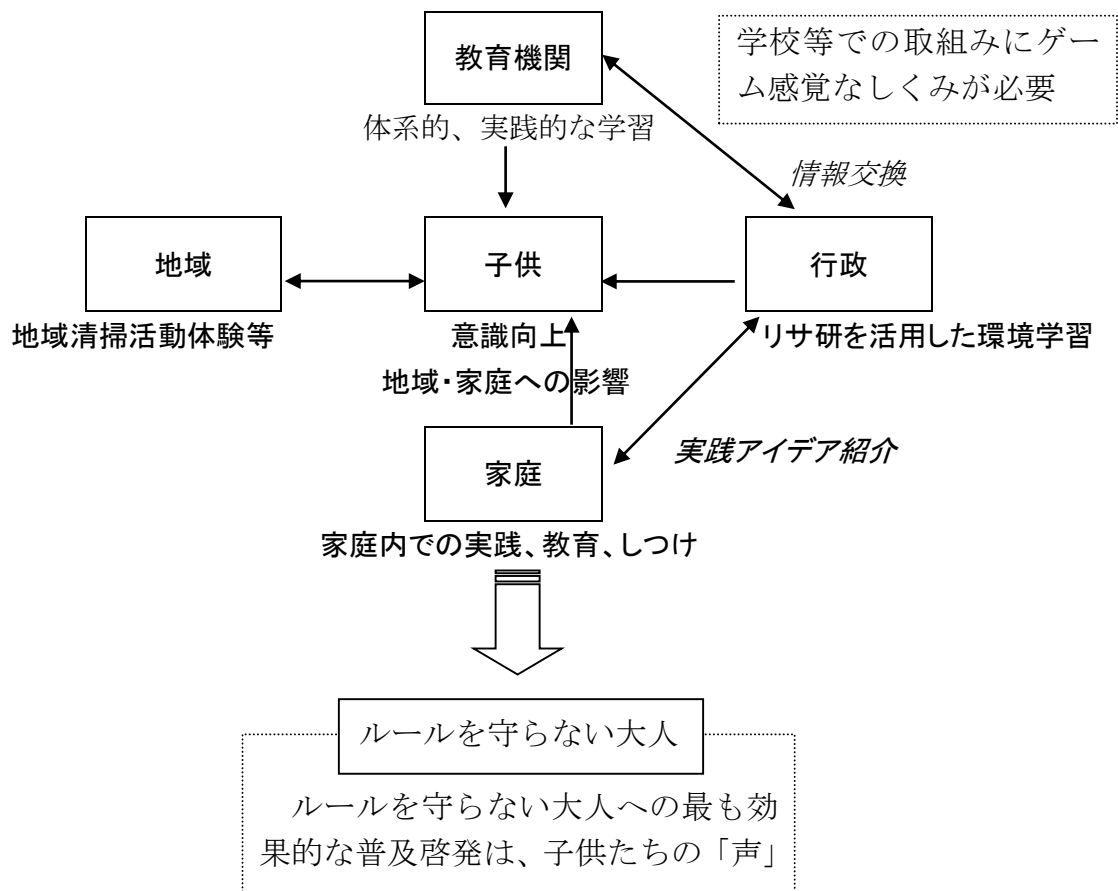 教育機関
学校等での取組みにゲー
ム感覚なしくみが必要
体系的、実践的な学習
情報交換
地域
子供
行政
地域清掃活動体験等
意識向上
リサ研を活用した環境学習
地域・家庭への影響
実践アイデア紹介
家庭
家庭内での実践、教育、しつけ
ルールを守らない大人
ルールを守らない大人への最も効
果的な普及啓発は、子供たちの「声」